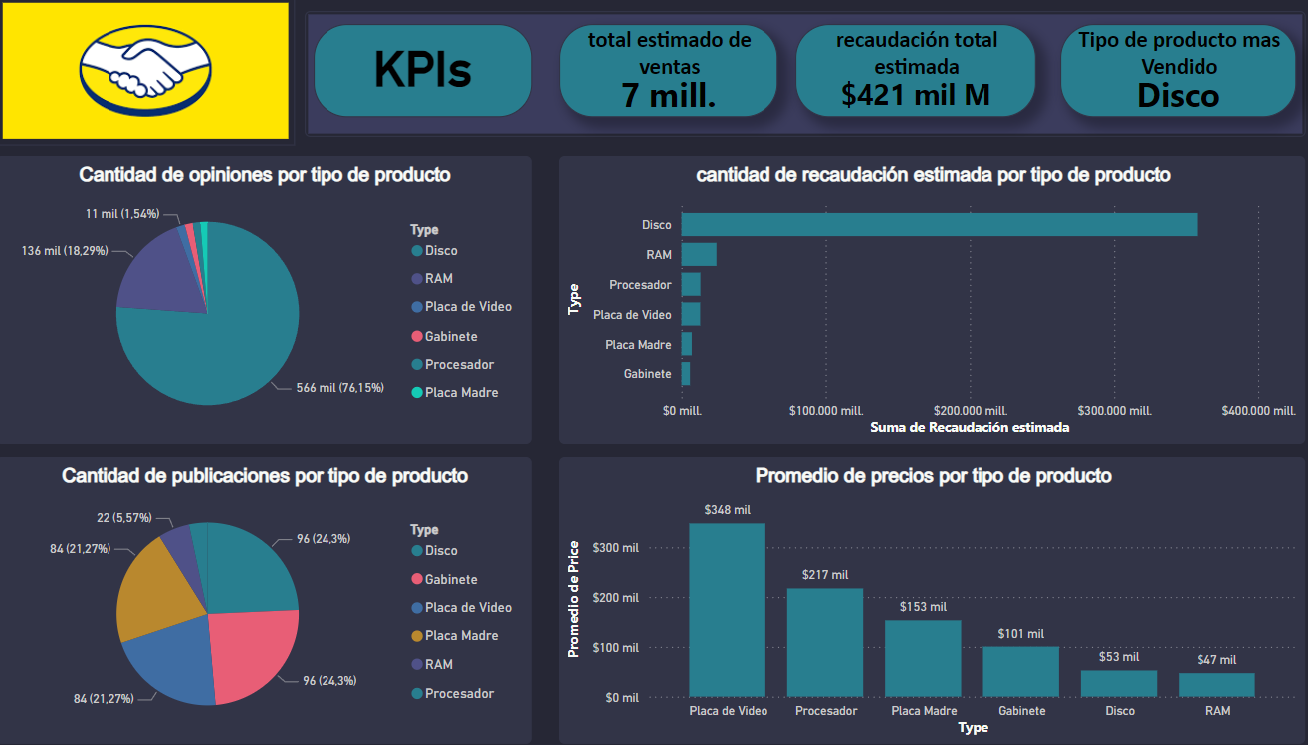 KPIs
total estimado de
ventas
7 mill.
recaudación total
estimada
$421 mil M
Tipo de producto mas
Vendido
Disco
Cantidad de opiniones por tipo de producto
11 mil (1,54%)
136 mil (18,29%)
566 mil (76,15%)
Type
Disco
RAM
Placa de Video
Gabinete
Procesador
Placa Madre
cantidad de recaudación estimada por tipo de producto
Type
Disco
RAM
Procesador
Placa de Video
Placa Madre
Gabinete
$0 mill.
$100.000 mill.
$200.000 mill.
$300.000 mill.
$400.000 mill.
Suma de Recaudación estimada
Cantidad de publicaciones por tipo de producto
22 (5,57%)
84 (21,27%)
96 (24,3%)
84 (21,27%)
96 (24,3%)
Type
Disco
Gabinete
Placa de Video
Placa Madre
RAM
Procesador
Promedio de precios por tipo de producto
Promedio de Price
$300 mil
$200 mil
$100 mil
$0 mil
$348 mil
$217 mil
$153 mil
$101 mil
$53 mil
$47 mil
Placa de Video
Procesador
Placa Madre
Gabinete
Disco
RAM
Type